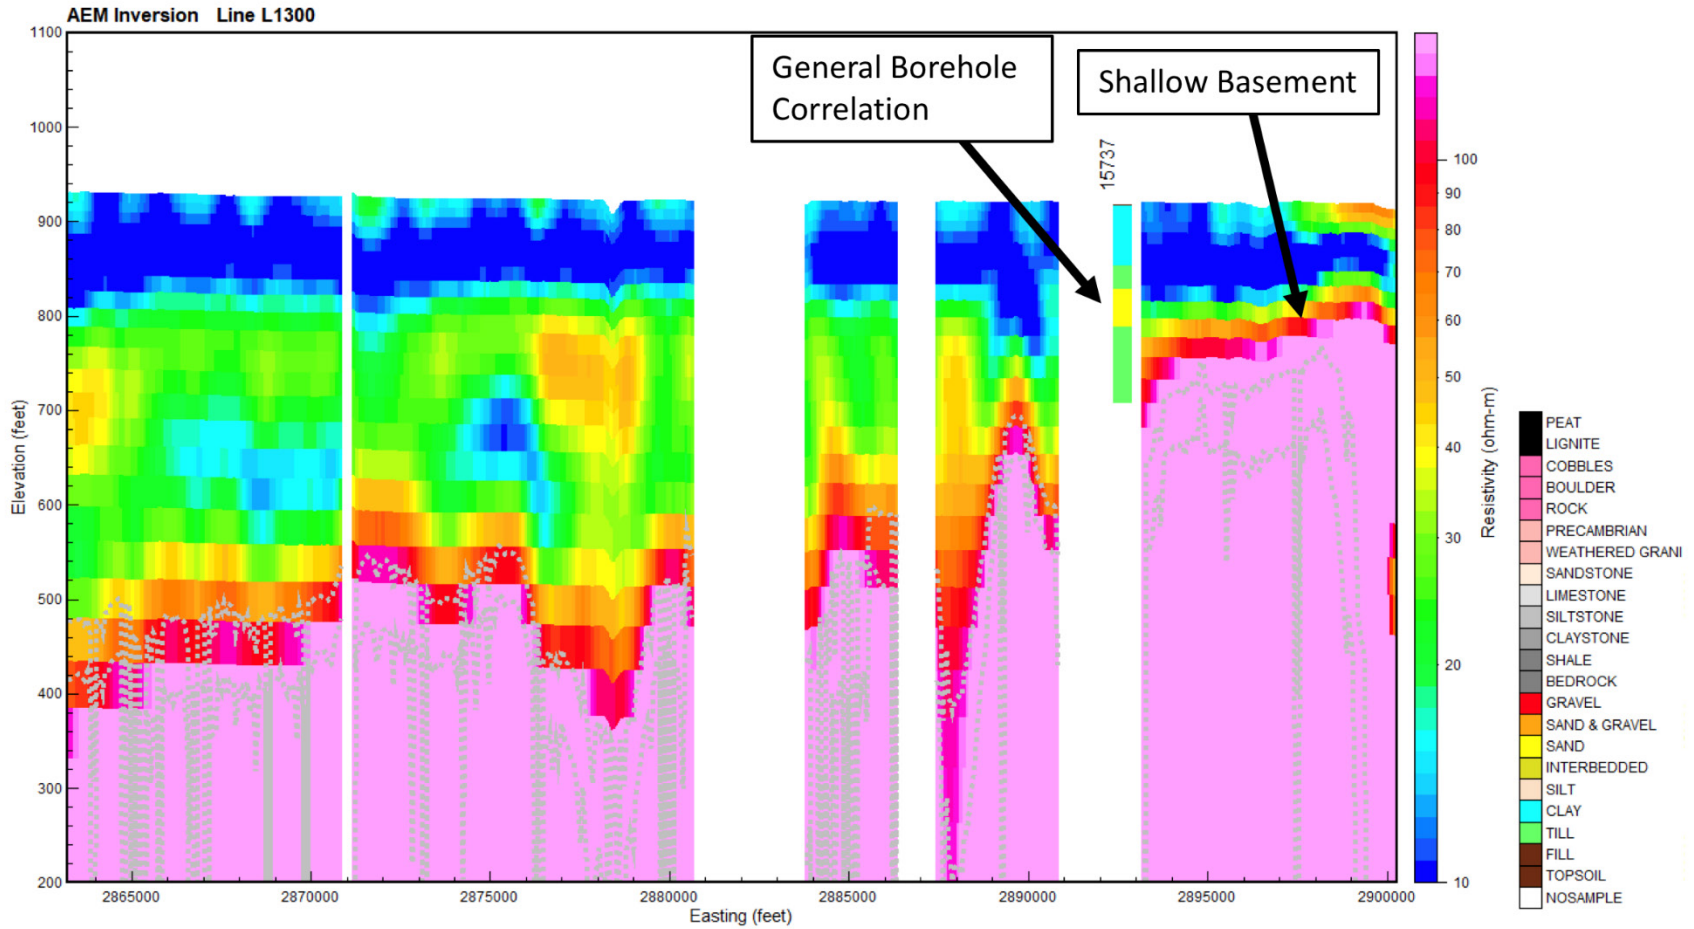 AEM Inversion Line L1300
General Borehole
Correlation
Shallow Basement
15737
1100
1000
900
800
700
600
500
400
300
200
Elevation (feet)
2865000
2870000
2875000
2880000
2885000
2890000
2895000
2900000
Easting (feet)
100
90
80
70
60
50
40
30
20
10
Resistivity (ohm-m)
PEAT
LIGNITE
COBBLES
BOULDER
ROCK
PRECAMBRIAN
WEATHERED GRANI
SANDSTONE
LIMESTONE
SILTSTONE
CLAYSTONE
SHALE
BEDROCK
GRAVEL
SAND & GRAVEL
SAND
INTERBEDDED
SILT
CLAY
TILL
FILL
TOPSOIL
NOSAMPLE